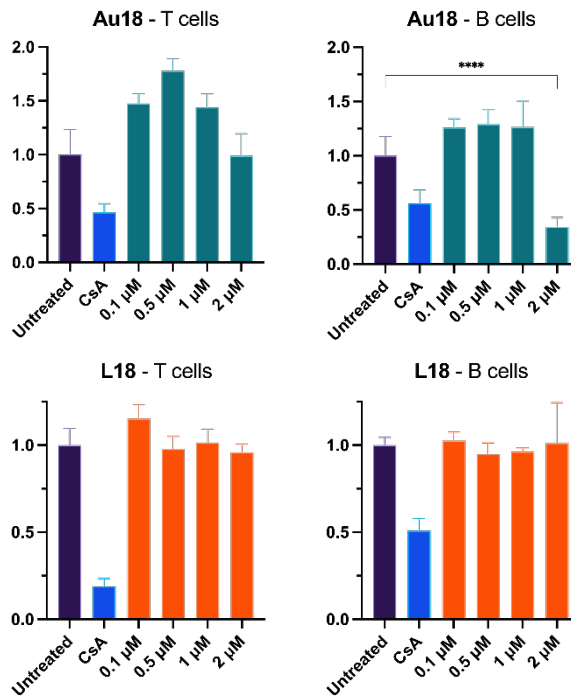 Au18 - T cells
2.0
1.5
1.0
0.5
0.0
Untreated
CsA
0.1 µM
0.5 µM
1 µM
2 µM
Au18 - B cells
****
2.0
1.5
1.0
0.5
0.0
Untreated
CsA
0.1 µM
0.5 µM
1 µM
2 µM
L18 - T cells
1.0
0.5
0.0
Untreated
CsA
0.1 µM
0.5 µM
1 µM
2 µM
L18 - B cells
1.0
0.5
0.0
Untreated
CsA
0.1 µM
0.5 µM
1 µM
2 µM